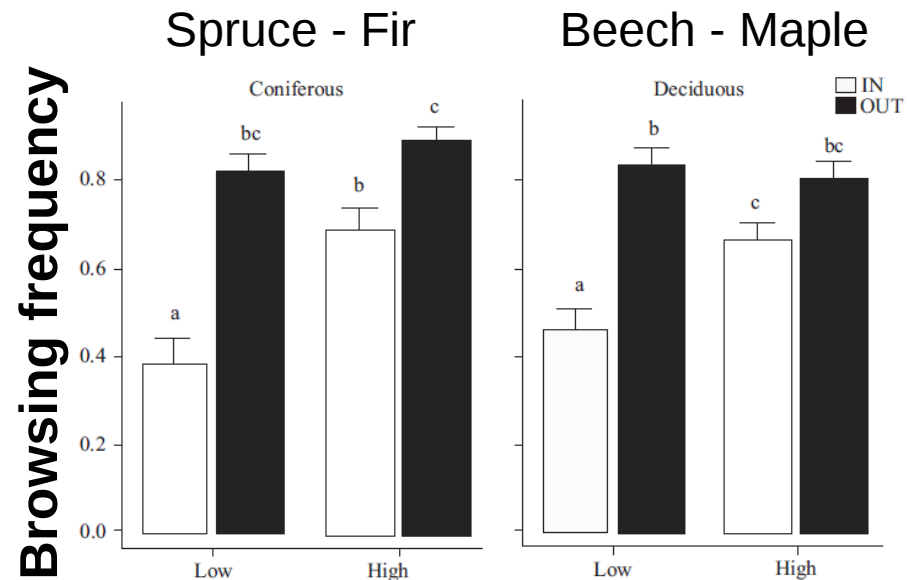 Spruce - Fir
Beech - Maple
Browsing frequency
Coniferous
Deciduous
IN
OUT
0.8
0.6
0.4
0.2
0.0
a
bc
b
c
a
b
c
bc
Low
High
Low
High